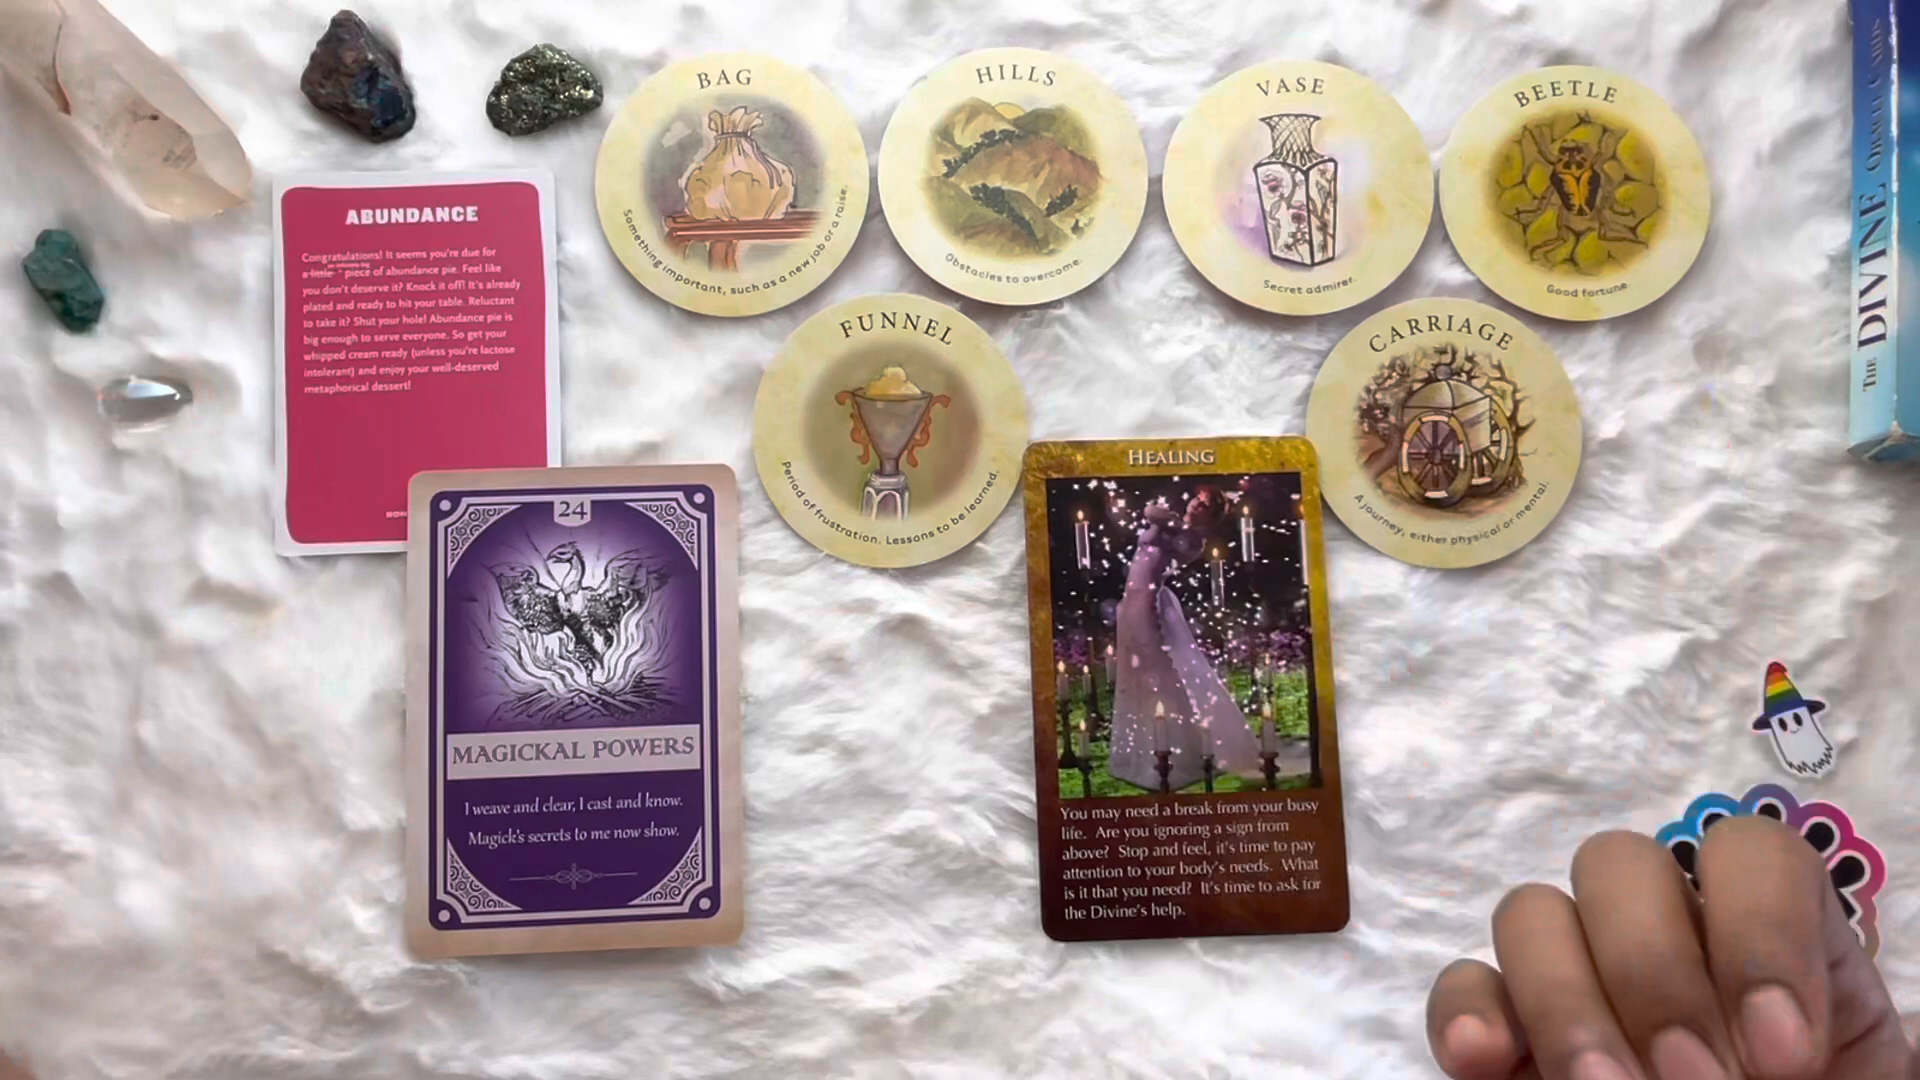 BAG
Something important, such as a new job or a raise.
HILLS
Obstacles to overcome.
VASE
Secret admirer.
BEETLE
Good fortune.
THE DIVINE ORACLE CARDS
ABUNDANCE
Congratulations! It seems you're due for
a little piece of abundance pie. Feel like
you don't deserve it? Knock it off! It's already
plated and ready to hit your table. Reluctant
to take it? Shut your hole! Abundance pie is
big enough to serve everyone. So get your
whipped cream ready (unless you're lactose
intolerant) and enjoy your well-deserved
metaphorical dessert!
FUNNEL
Period of frustration. Lessons to be learned.
CARRIAGE
A journey, either physical or mental.
24
MAGICKAL POWERS
I weave and clear, I cast and know.
Magick's secrets to me now show.
HEALING
You may need a break from your busy
life. Are you ignoring a sign from
above? Stop and feel, it's time to pay
attention to your body's needs. What
is it that you need? It's time to ask for
the Divine's help.